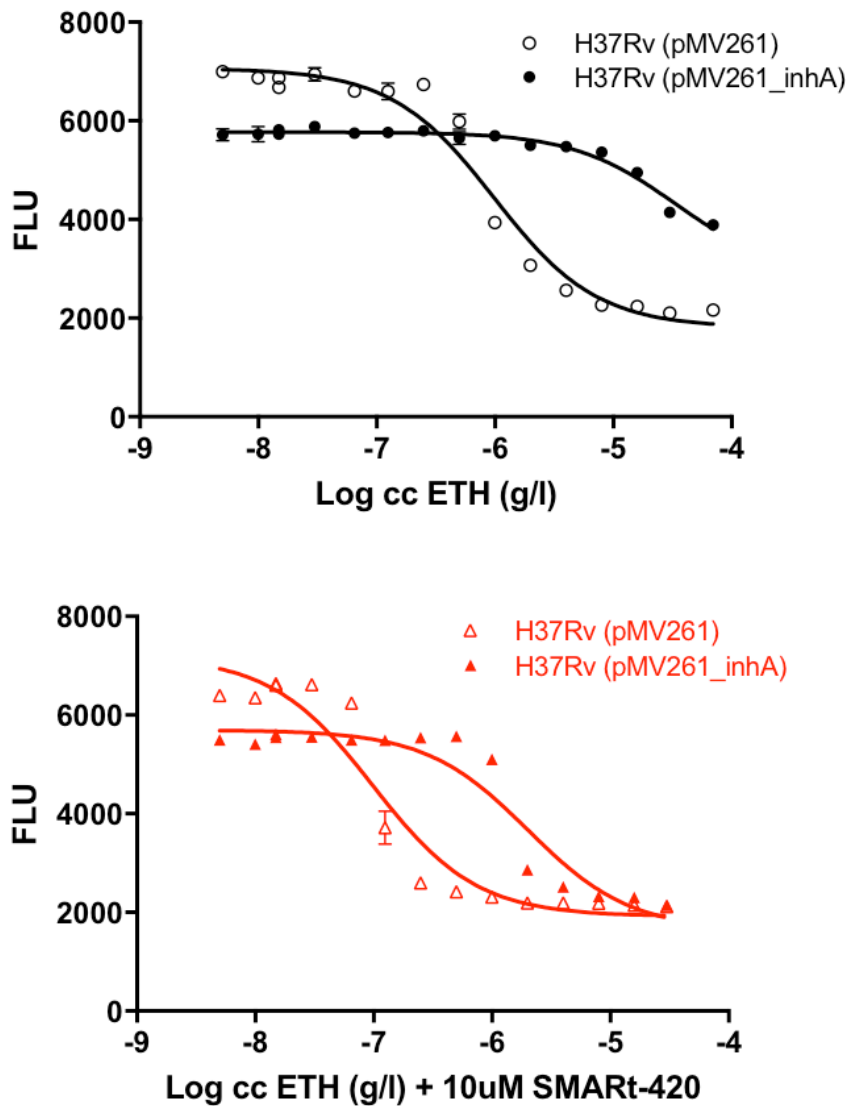 8000
6000
4000
2000
0
FLU
H37Rv (pMV261)
H37Rv (pMV261_inhA)
-9 -8 -7 -6 -5 -4
Log cc ETH (g/l)
8000
6000
4000
2000
0
FLU
H37Rv (pMV261)
H37Rv (pMV261_inhA)
-9 -8 -7 -6 -5 -4
Log cc ETH (g/l) + 10uM SMARt-420